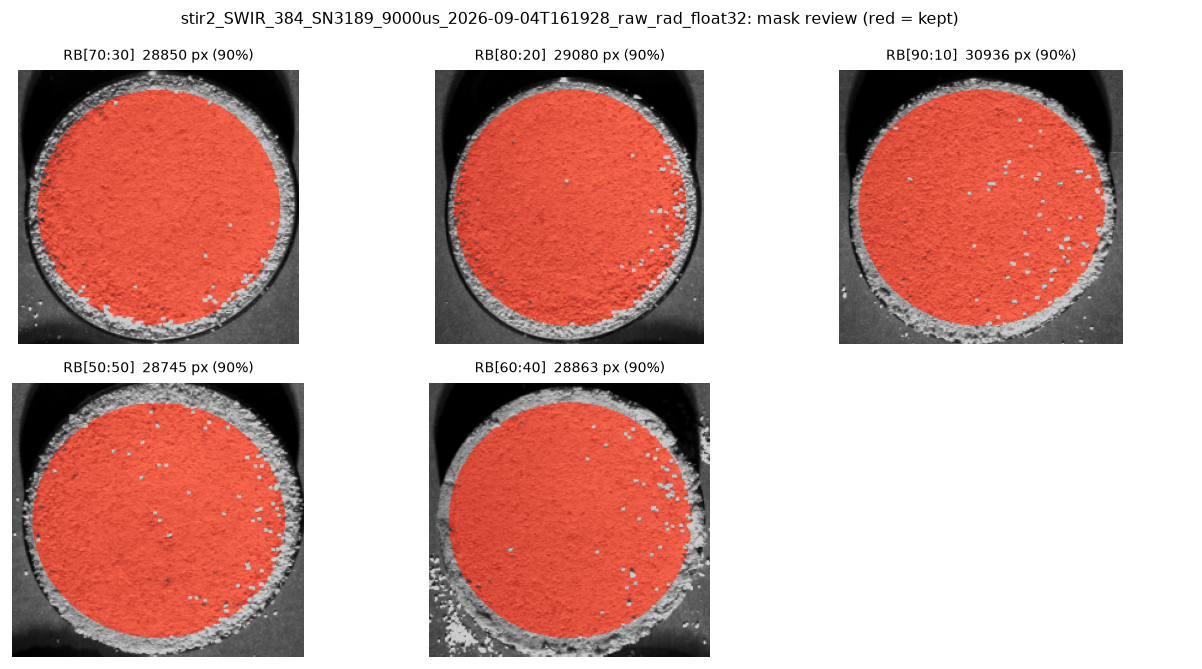 stir2_SWIR_384_SN3189_9000us_2026-09-04T161928_raw_rad_float32: mask review (red = kept)
RB[70:30]  28850 px (90%)
RB[80:20]  29080 px (90%)
RB[90:10]  30936 px (90%)
RB[50:50]  28745 px (90%)
RB[60:40]  28863 px (90%)